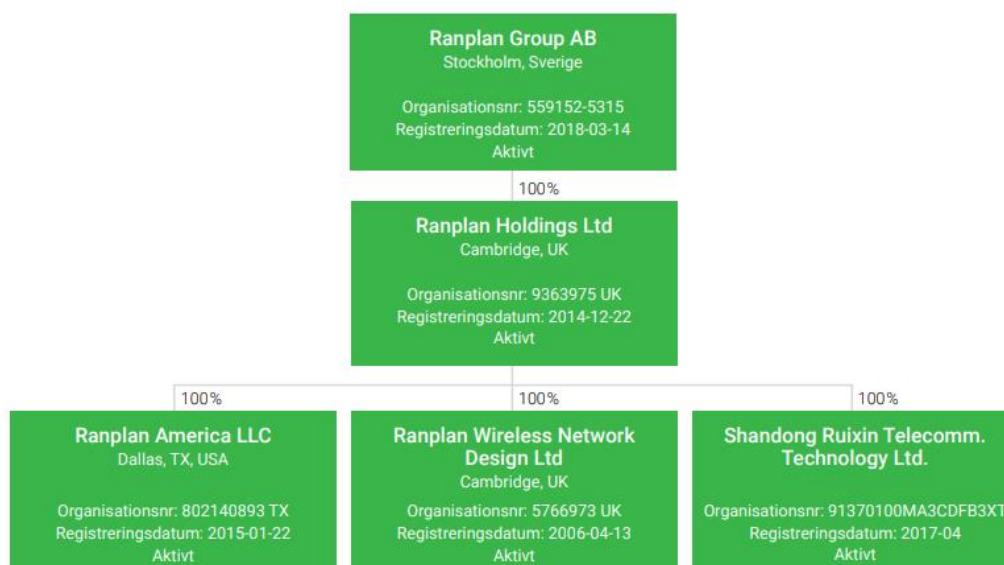 Ranplan Group AB
Stockholm, Sverige
Organisationsnr: 559152-5315
Registreringsdatum: 2018-03-14
Aktivt
100%
Ranplan Holdings Ltd
Cambridge, UK
Organisationsnr: 9363975 UK
Registreringsdatum: 2014-12-22
Aktivt
100%
100%
100%
Ranplan America LLC
Dallas, TX, USA
Organisationsnr: 802140893 TX
Registreringsdatum: 2015-01-22
Aktivt
Ranplan Wireless Network
Design Ltd
Cambridge, UK
Organisationsnr: 5766973 UK
Registreringsdatum: 2006-04-13
Aktivt
Shandong Ruixin Telecomm.
Technology Ltd.
Organisationsnr: 91370100MA3CDFB3XT
Registreringsdatum: 2017-04
Aktivt